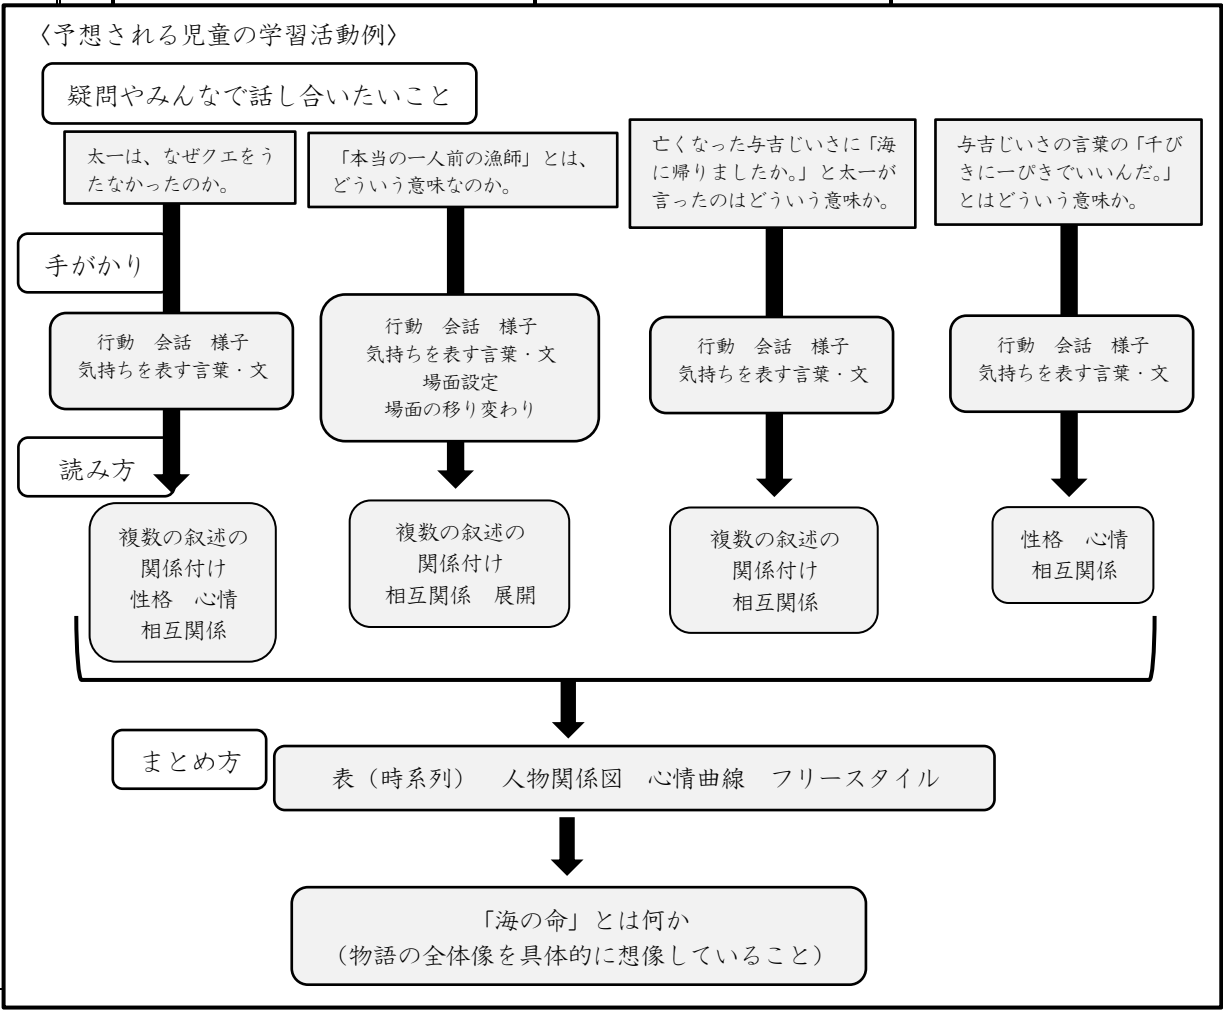 〈予想される児童の学習活動例〉
疑問やみんなで話し合いたいこと
太一は、なぜクエをう
たなかったのか。
「本当の一人前の漁師」とは、
どういう意味なのか。
亡くなった与吉じいさに「海
に帰りましたか。」と太一が
言ったのはどういう意味か。
与吉じいさの言葉の「千び
きに一ぴきでいいんだ。」
とはどういう意味か。
手がかり
行動　会話　様子
気持ちを表す言葉・文
行動　会話　様子
気持ちを表す言葉・文
場面設定
場面の移り変わり
行動　会話　様子
気持ちを表す言葉・文
行動　会話　様子
気持ちを表す言葉・文
読み方
複数の叙述の
関係付け
性格　心情
相互関係
複数の叙述の
関係付け
相互関係　展開
複数の叙述の
関係付け
相互関係
性格　心情
相互関係
まとめ方
表（時系列）　人物関係図　心情曲線　フリースタイル
「海の命」とは何か
（物語の全体像を具体的に想像していること）